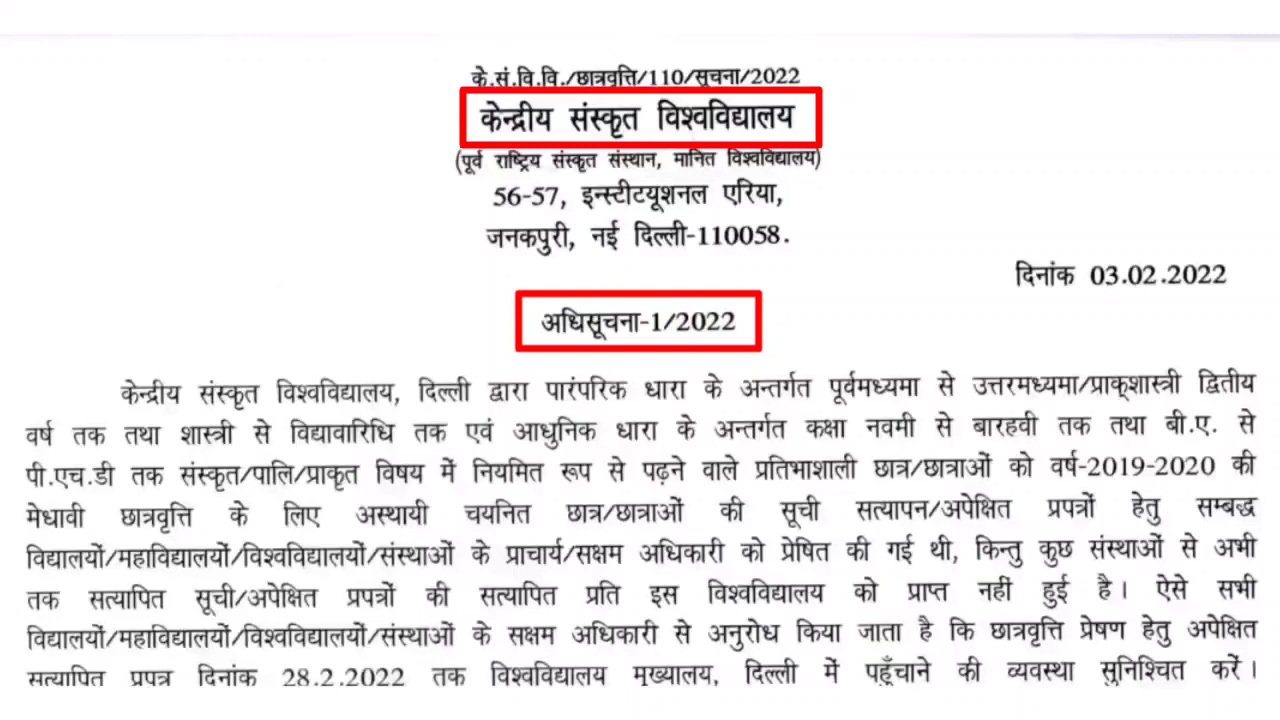 के.सं.वि.वि./छात्रवृत्ति/110/सूचना/2022
केन्द्रीय संस्कृत विश्वविद्यालय
(पूर्व राष्ट्रिय संस्कृत संस्थान, मानित विश्वविद्यालय)
56-57, इन्स्टीटयूशनल एरिया,
जनकपुरी, नई दिल्ली-110058.
दिनांक 03.02.2022
अधिसूचना-1/2022
केन्द्रीय संस्कृत विश्वविद्यालय, दिल्ली द्वारा पारंपरिक धारा के अन्तर्गत पूर्वमध्यमा से उत्तरमध्यमा/प्राक्शास्त्री द्वितीय
वर्ष तक तथा शास्त्री से विद्यावारिधि तक एवं आधुनिक धारा के अन्तर्गत कक्षा नवमी से बारहवी तक तथा बी.ए. से
पी.एच.डी तक संस्कृत/पालि/प्राकृत विषय में नियमित रूप से पढ़ने वाले प्रतिभाशाली छात्र/छात्राओं को वर्ष-2019-2020 की
मेधावी छात्रवृत्ति के लिए अस्थायी चयनित छात्र/छात्राओं की सूची सत्यापन/अपेक्षित प्रपत्रों हेतु सम्बद्ध
विद्यालयों/महाविद्यालयों/विश्वविद्यालयों/संस्थाओं के प्राचार्य/सक्षम अधिकारी को प्रेषित की गई थी, किन्तु कुछ संस्थाओं से अभी
तक सत्यापित सूची/अपेक्षित प्रपत्रों की सत्यापित प्रति इस विश्वविद्यालय को प्राप्त नहीं हुई है। ऐसे सभी
विद्यालयों/महाविद्यालयों/विश्वविद्यालयों/संस्थाओं के सक्षम अधिकारी से अनुरोध किया जाता है कि छात्रवृत्ति प्रेषण हेतु अपेक्षित
सत्यापित प्रपत्र दिनांक 28.2.2022 तक विश्वविद्यालय मुख्यालय, दिल्ली में पहुँचाने की व्यवस्था सुनिश्चित करें।